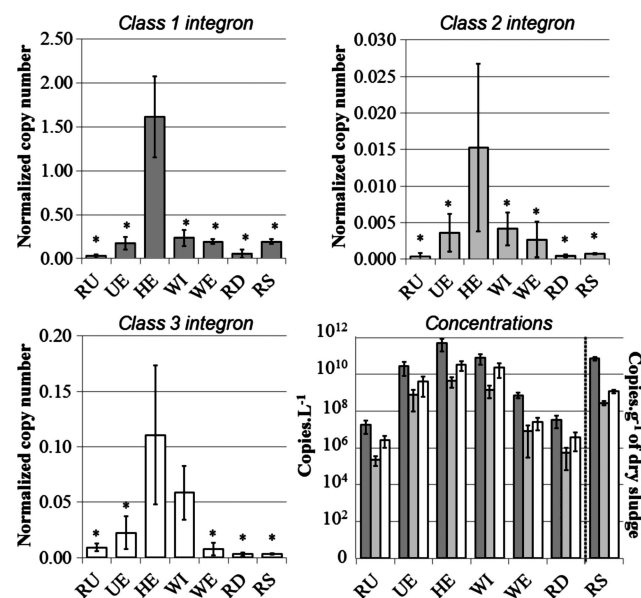 Class 1 integron
Normalized copy number
2.50
2.00
1.50
1.00
0.50
0.00
* * * * * *
RU UE HE WI WE RD RS
Class 2 integron
Normalized copy number
0.030
0.025
0.020
0.015
0.010
0.005
0.000
* * * * * *
RU UE HE WI WE RD RS
Class 3 integron
Normalized copy number
0.20
0.15
0.10
0.05
0.00
* * * * *
RU UE HE WI WE RD RS
Concentrations
Copies.L⁻¹
10¹²
10¹⁰
10⁸
10⁶
10⁴
10²
0
RU UE HE WI WE RD RS
Copies.g⁻¹ of dry sludge